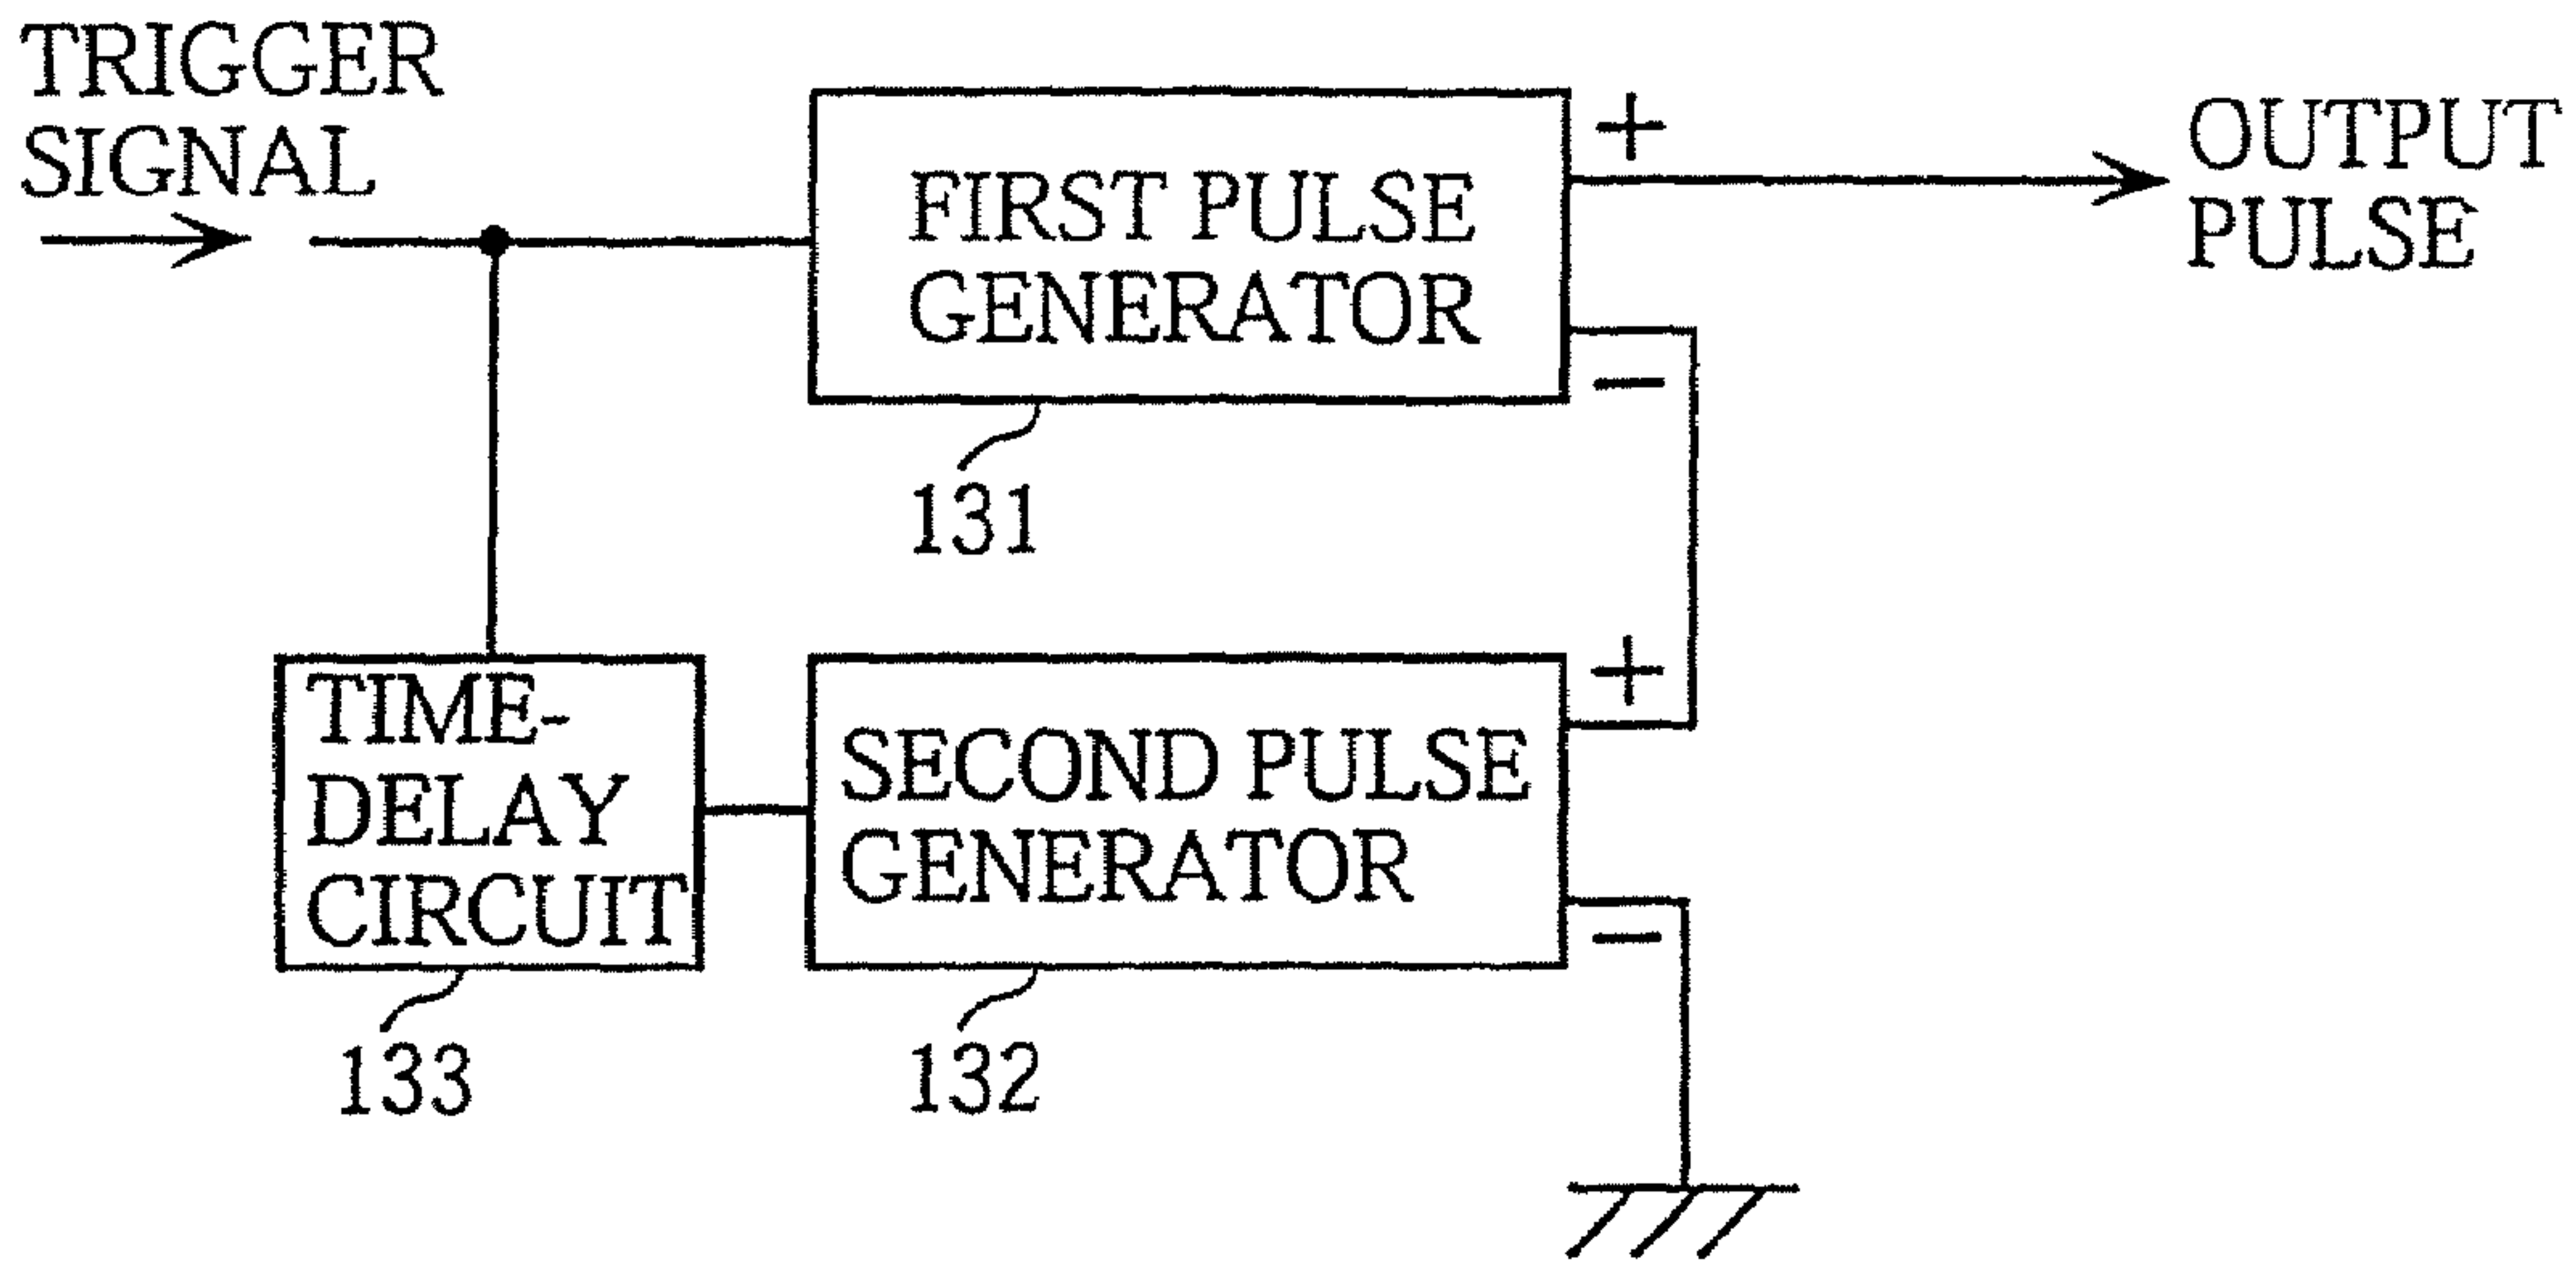 TRIGGER
SIGNAL
OUTPUT
PULSE
+
FIRST PULSE
GENERATOR
−
131
TIME-
DELAY
CIRCUIT
+
SECOND PULSE
GENERATOR
−
133
132